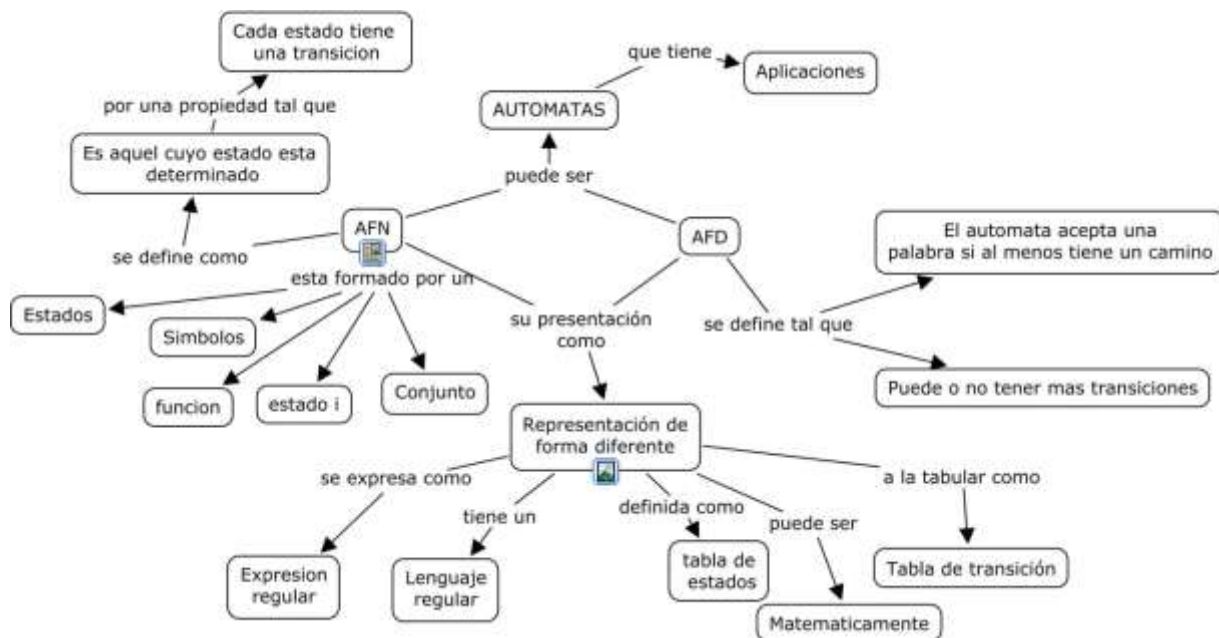 Cada estado tiene
una transicion
que tiene
Aplicaciones
por una propiedad tal que
AUTOMATAS
Es aquel cuyo estado esta
determinado
puede ser
AFN
AFD
El automata acepta una
palabra si al menos tiene un camino
se define como
esta formado por un
Estados
Simbolos
su presentación
como
se define tal que
funcion
estado i
Conjunto
Puede o no tener mas transiciones
Representación de
forma diferente
se expresa como
a la tabular como
tiene un
definida como
puede ser
Expresion
regular
Lenguaje
regular
tabla de
estados
Tabla de transición
Matematicamente